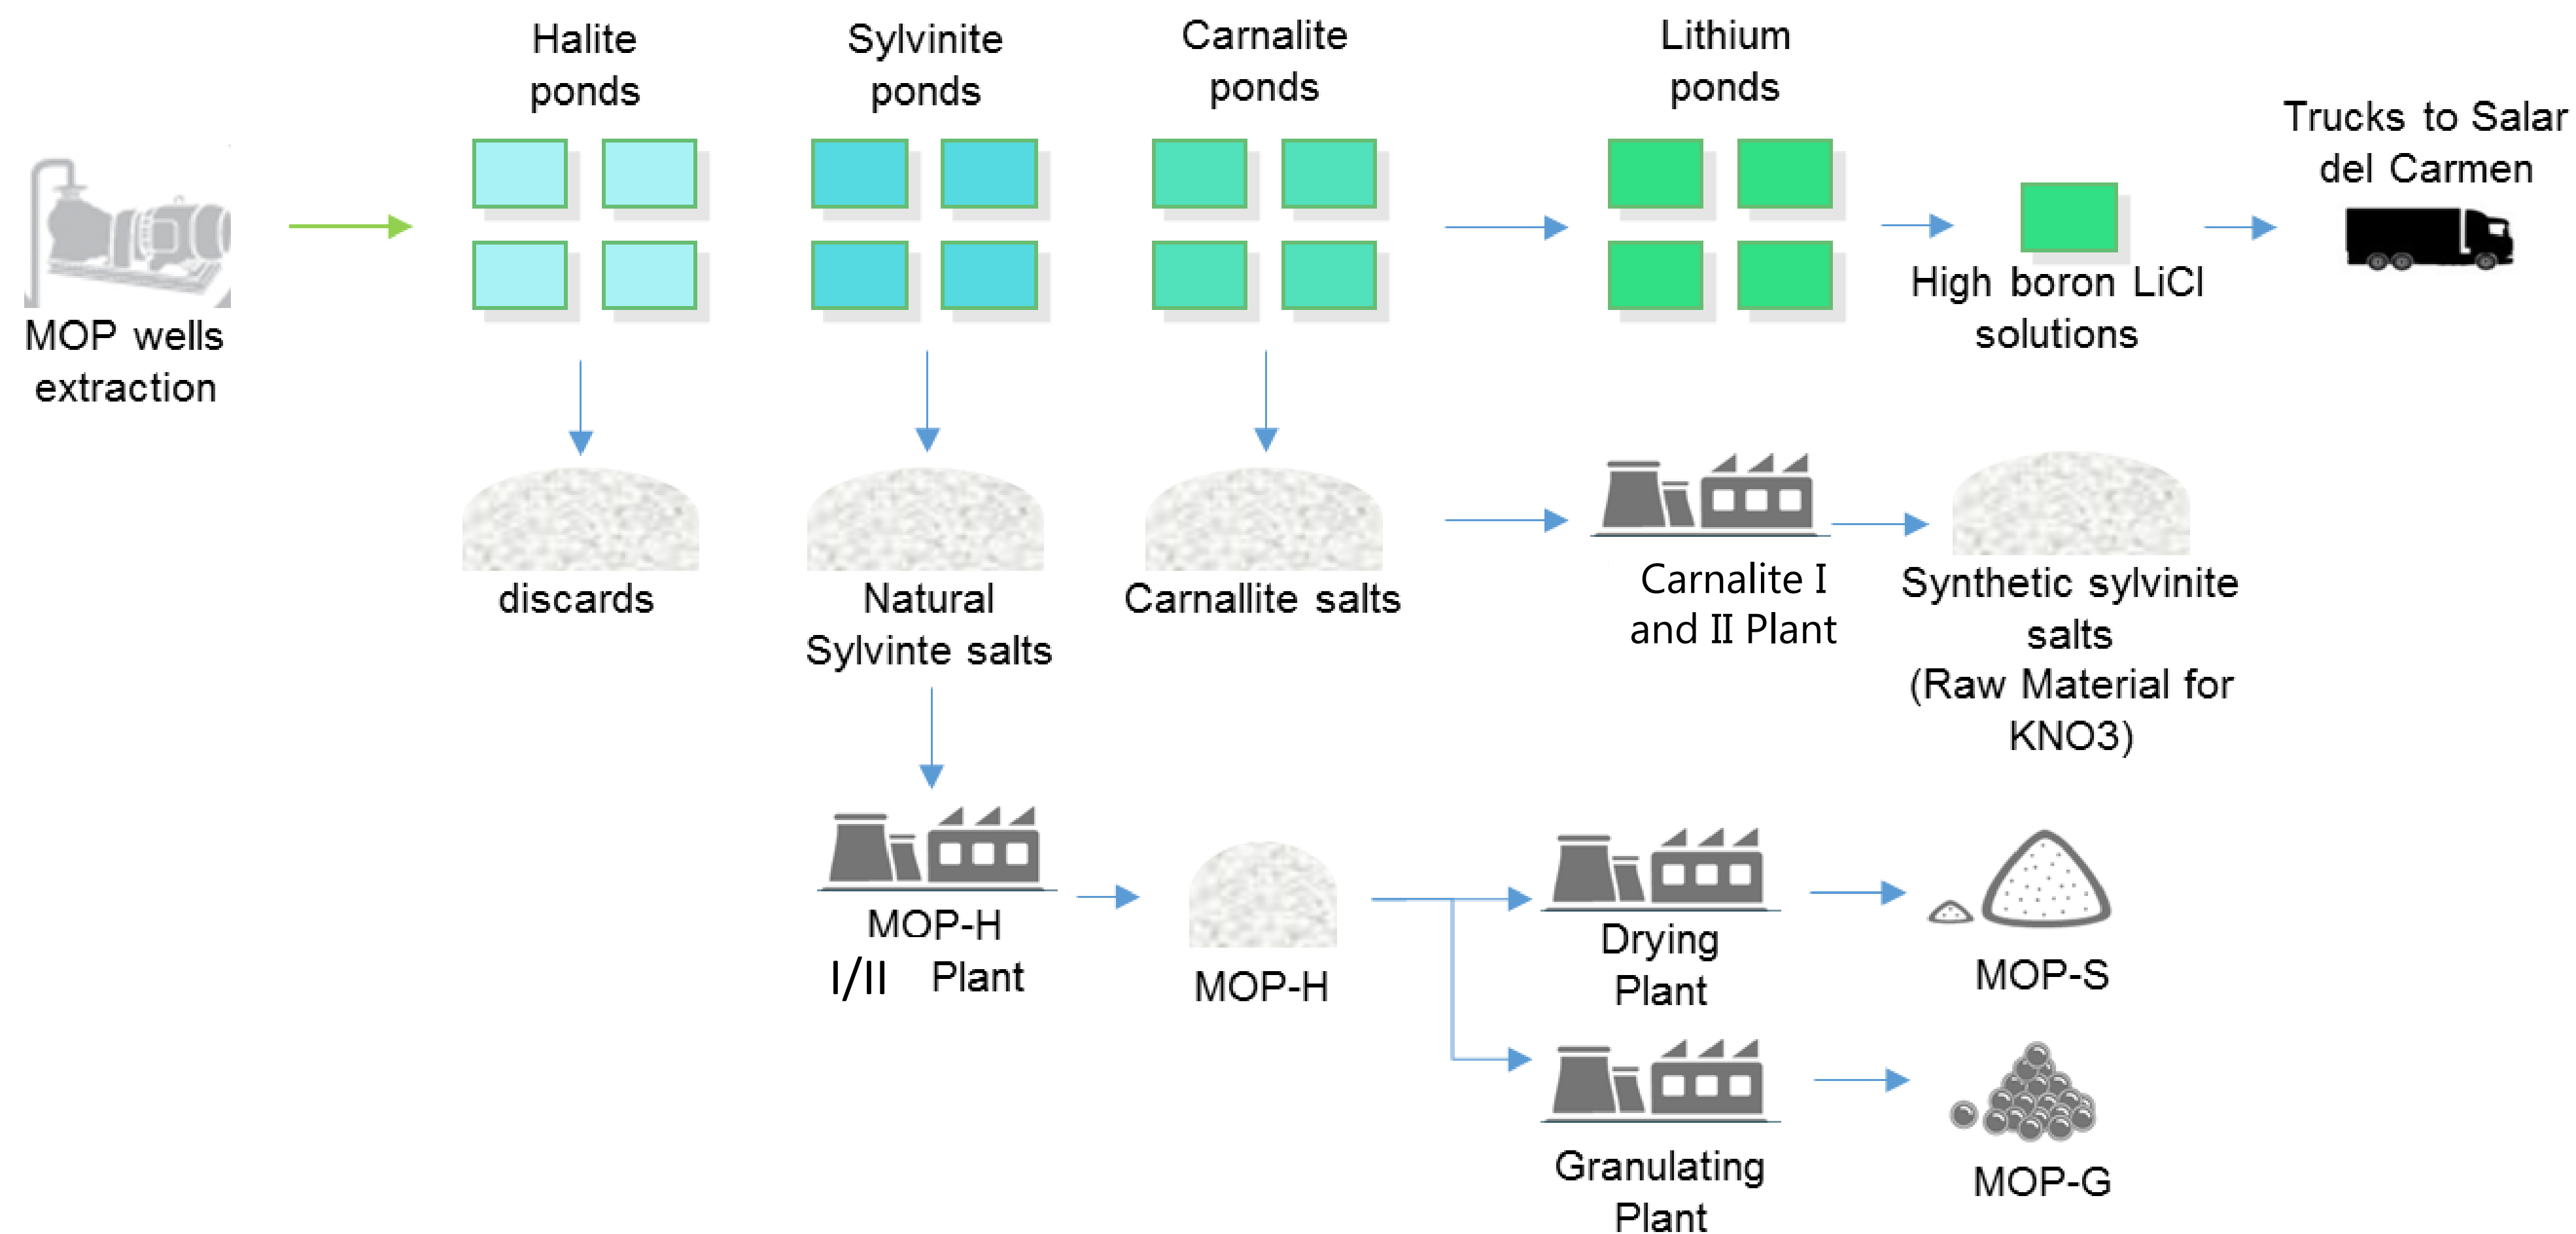 Halite
ponds
Sylvinite
ponds
Carnalite
ponds
Lithium
ponds
Trucks to Salar
del Carmen
MOP wells
extraction
High boron LiCl
solutions
discards
Natural
Sylvinte salts
Carnallite salts
Carnalite I
and II Plant
Synthetic sylvinite
salts
(Raw Material for
KNO3)
MOP-H
I/II Plant
MOP-H
Drying
Plant
MOP-S
Granulating
Plant
MOP-G